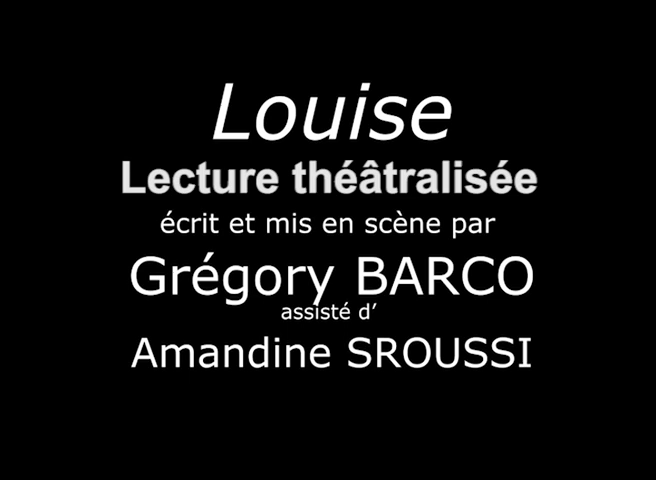 Louise
Lecture théâtralisée
écrit et mis en scène par
Grégory BARCO
assisté d’
Amandine SROUSSI